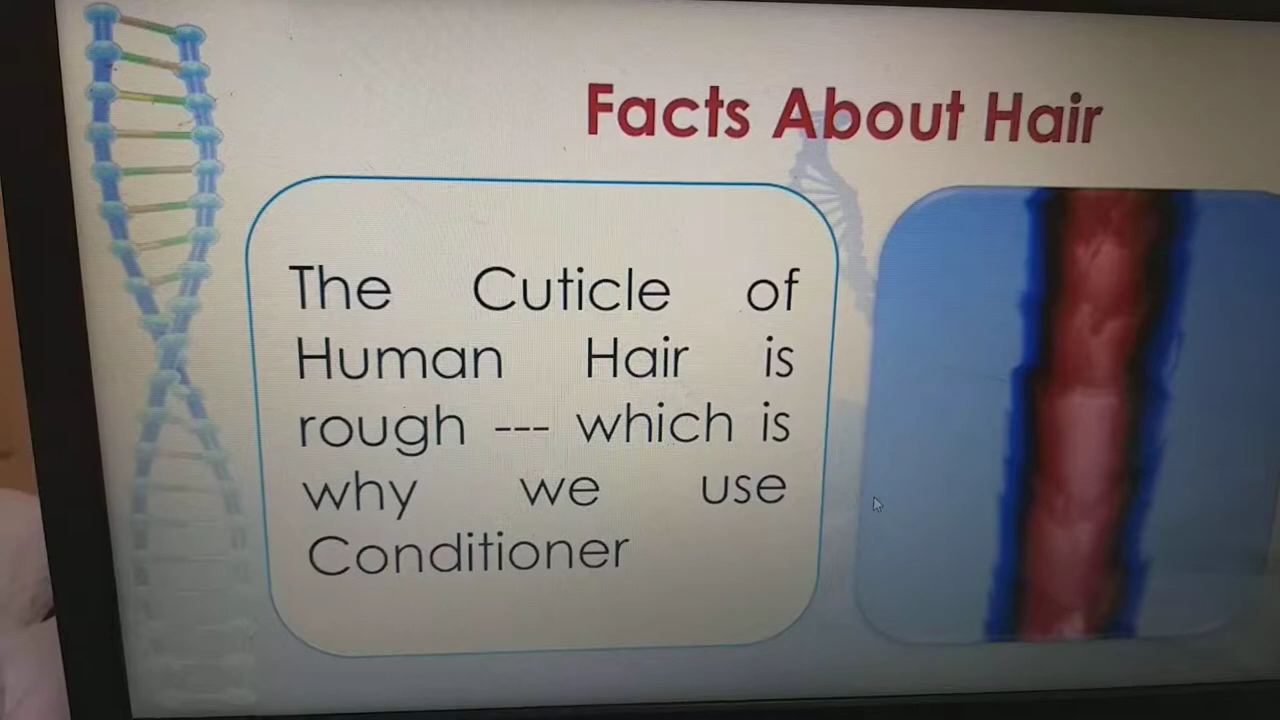 Facts About Hair
The Cuticle of
Human Hair is
rough --- which is
why we use
Conditioner